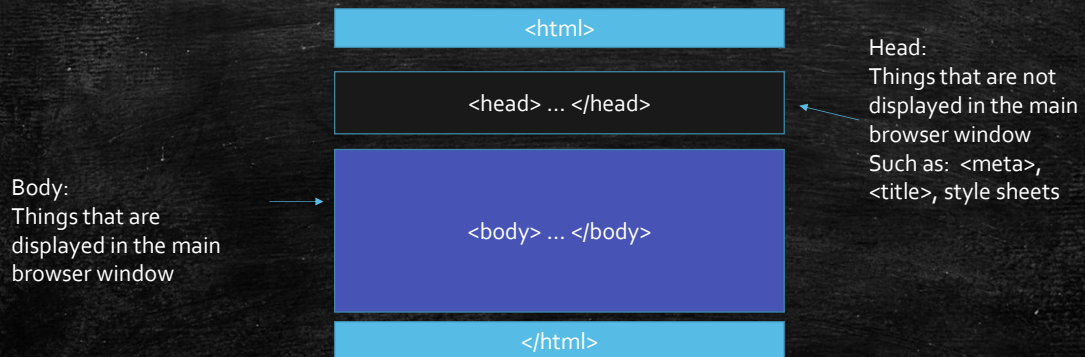 <html>
<head> ... </head>
Head:
Things that are not
displayed in the main
browser window
Such as:  <meta>,
<title>, style sheets
Body:
Things that are
displayed in the main
browser window
<body> ... </body>
</html>